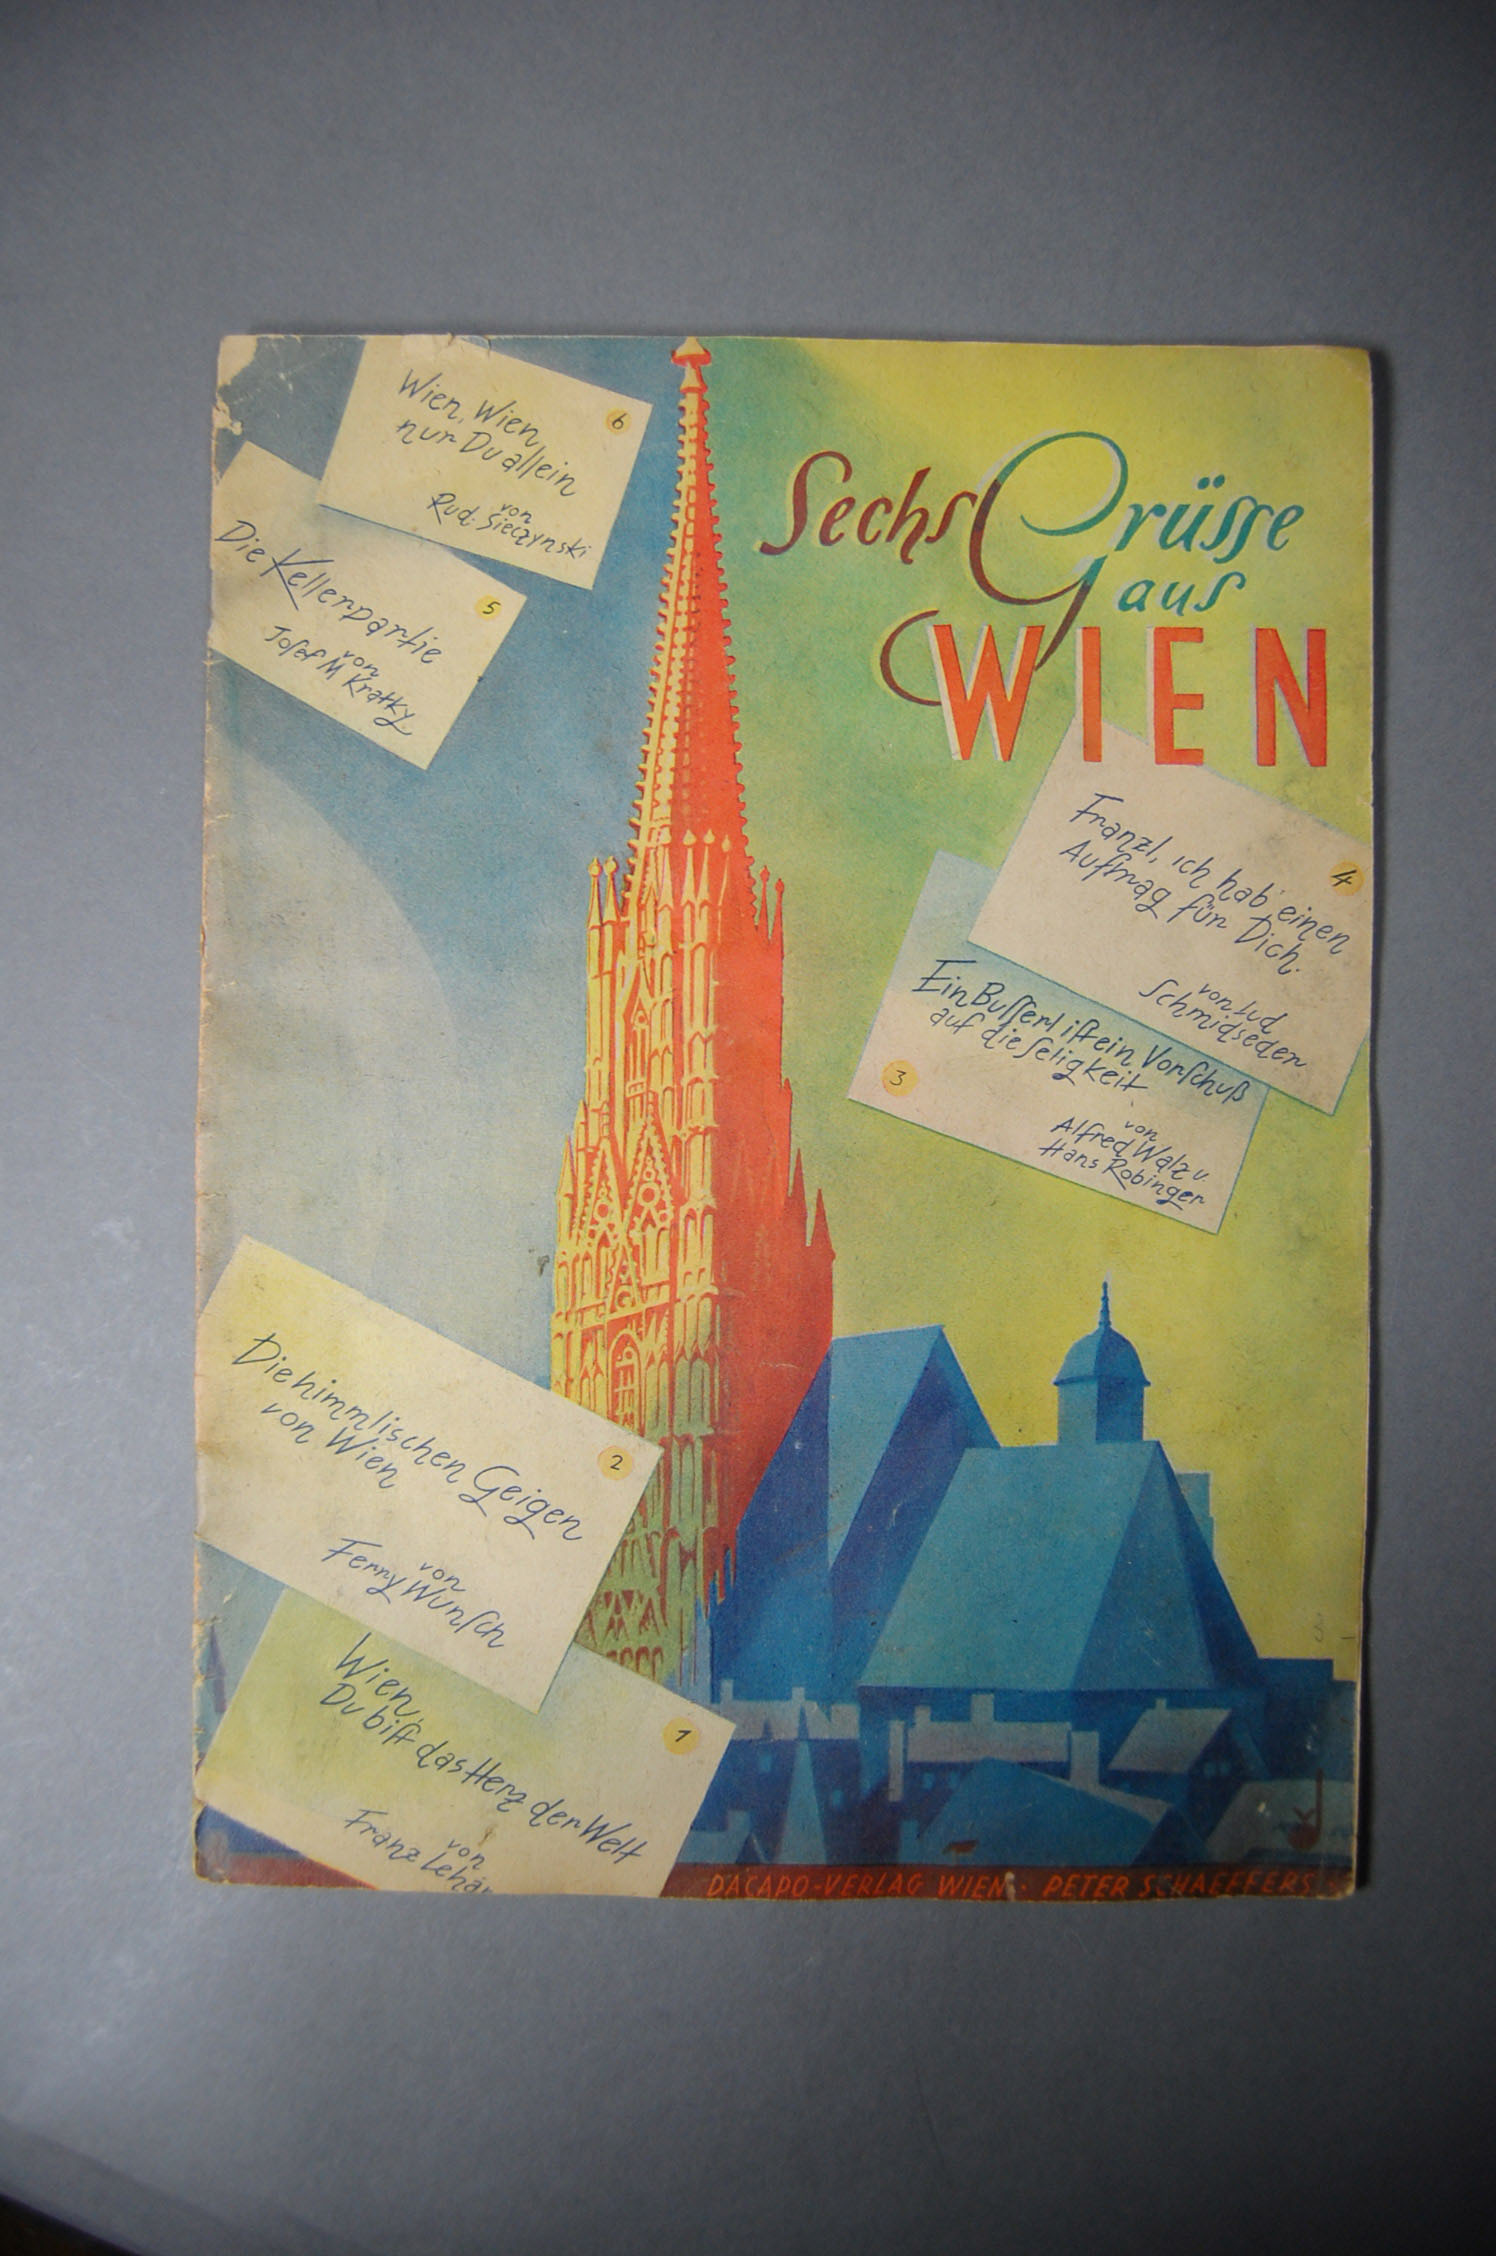 Sechs Grüsse
aus
WIEN
Wien, Wien,
nur Du allein
von
Rud. Sieczynski
6
Die Kellerpartie
von
Josef M Kratky
5
Franzl, ich hab' einen
Auftrag für Dich.
von Lud
Schmidseder
4
Ein Busserl ist ein Vorschuß
auf die Seligkeit
von
Alfred Walz u.
Hans Robinger
3
Die himmlischen Geigen
von Wien
von
Ferry Wunsch
2
Wien,
Du bist das Herz der Welt
von
Franz Lehár
1
DACAPO-VERLAG WIEN · PETER SCHAEFFERS